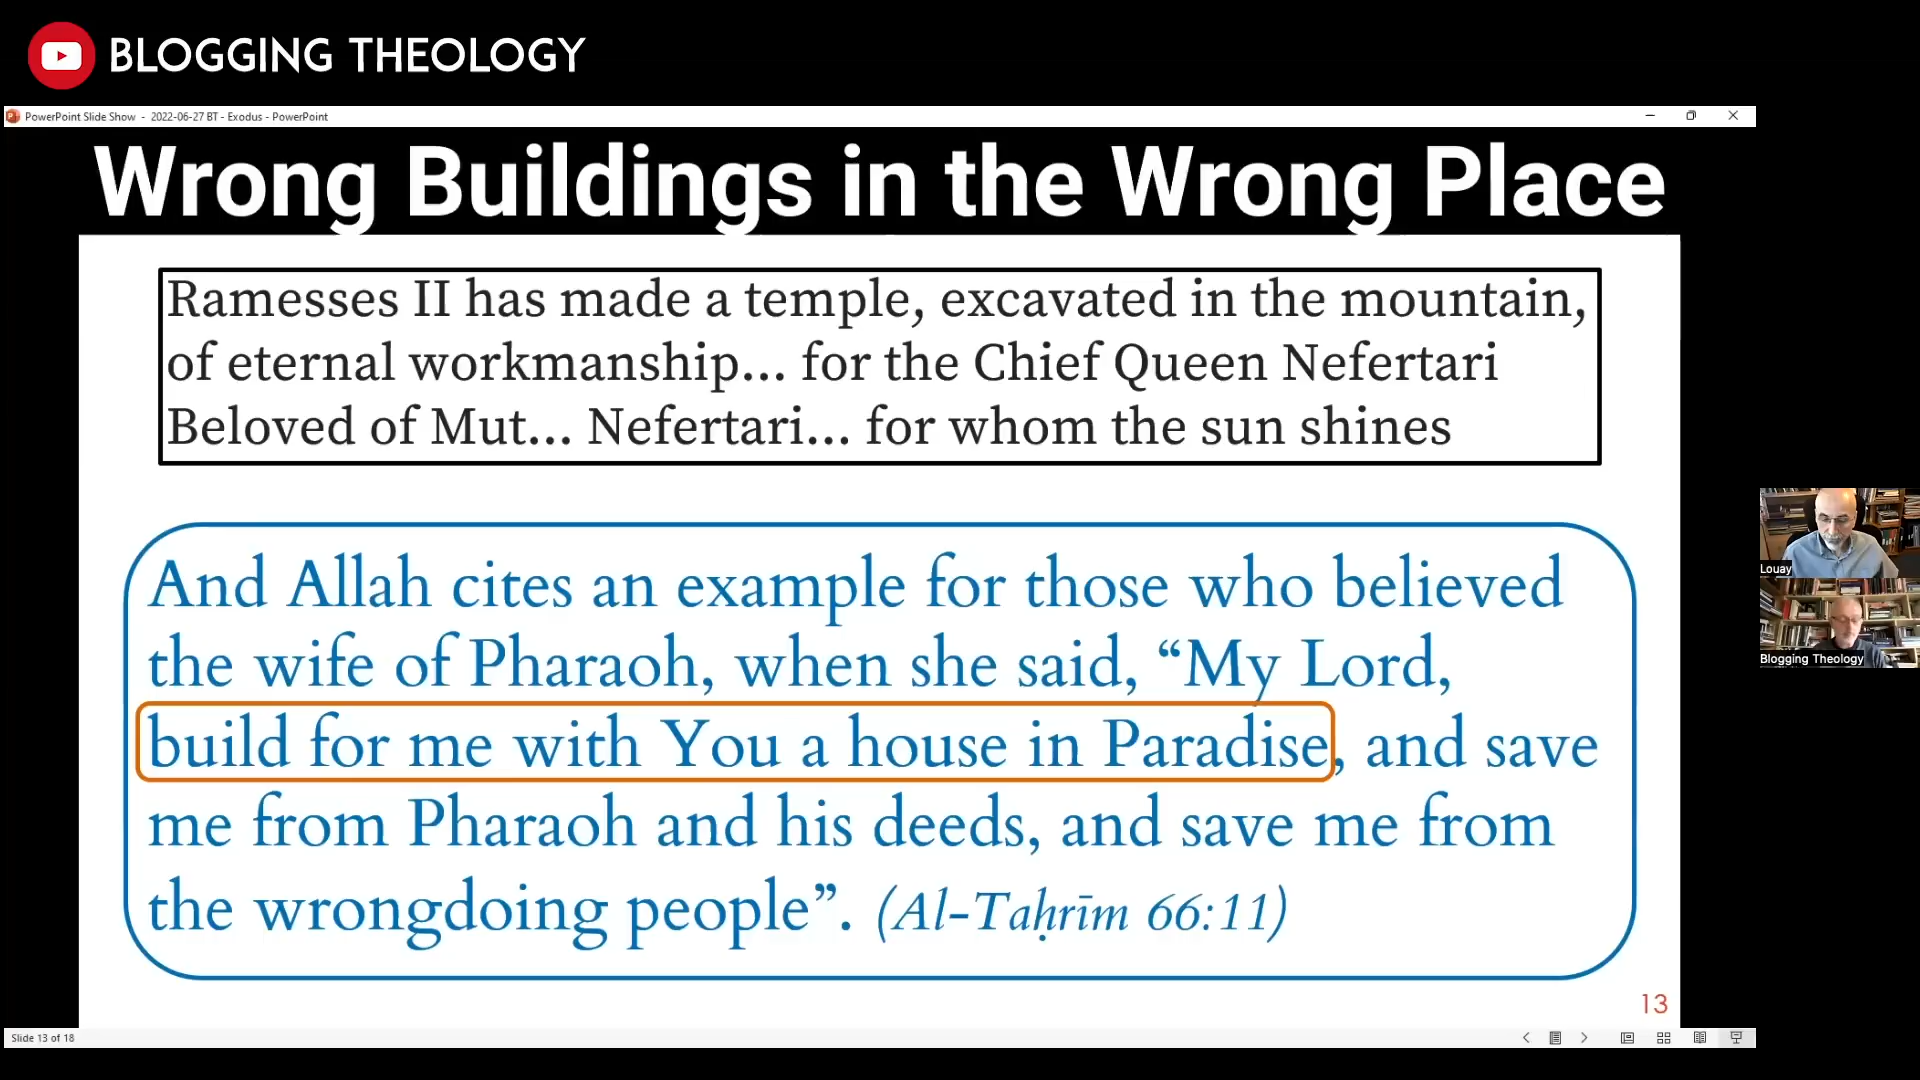 BLOGGING THEOLOGY
PowerPoint Slide Show - 2022-06-27 BT - Exodus - PowerPoint
Wrong Buildings in the Wrong Place
Ramesses II has made a temple, excavated in the mountain,
of eternal workmanship... for the Chief Queen Nefertari
Beloved of Mut... Nefertari... for whom the sun shines
And Allah cites an example for those who believed
the wife of Pharaoh, when she said, “My Lord,
build for me with You a house in Paradise, and save
me from Pharaoh and his deeds, and save me from
the wrongdoing people”. (Al-Taḥrīm 66:11)
13
Slide 13 of 18
Louay
Blogging Theology